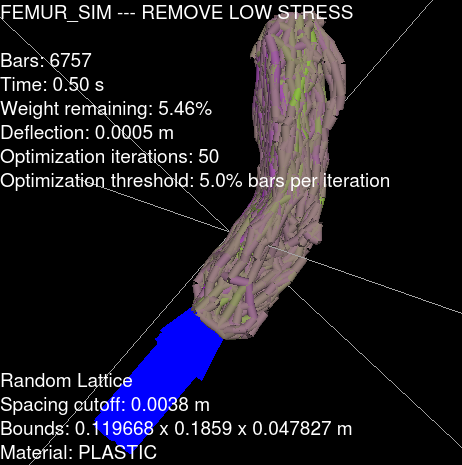 FEMUR_SIM --- REMOVE LOW STRESS
Bars: 6757
Time: 0.50 s
Weight remaining: 5.46%
Deflection: 0.0005 m
Optimization iterations: 50
Optimization threshold: 5.0% bars per iteration
Random Lattice
Spacing cutoff: 0.0038 m
Bounds: 0.119668 x 0.1859 x 0.047827 m
Material: PLASTIC